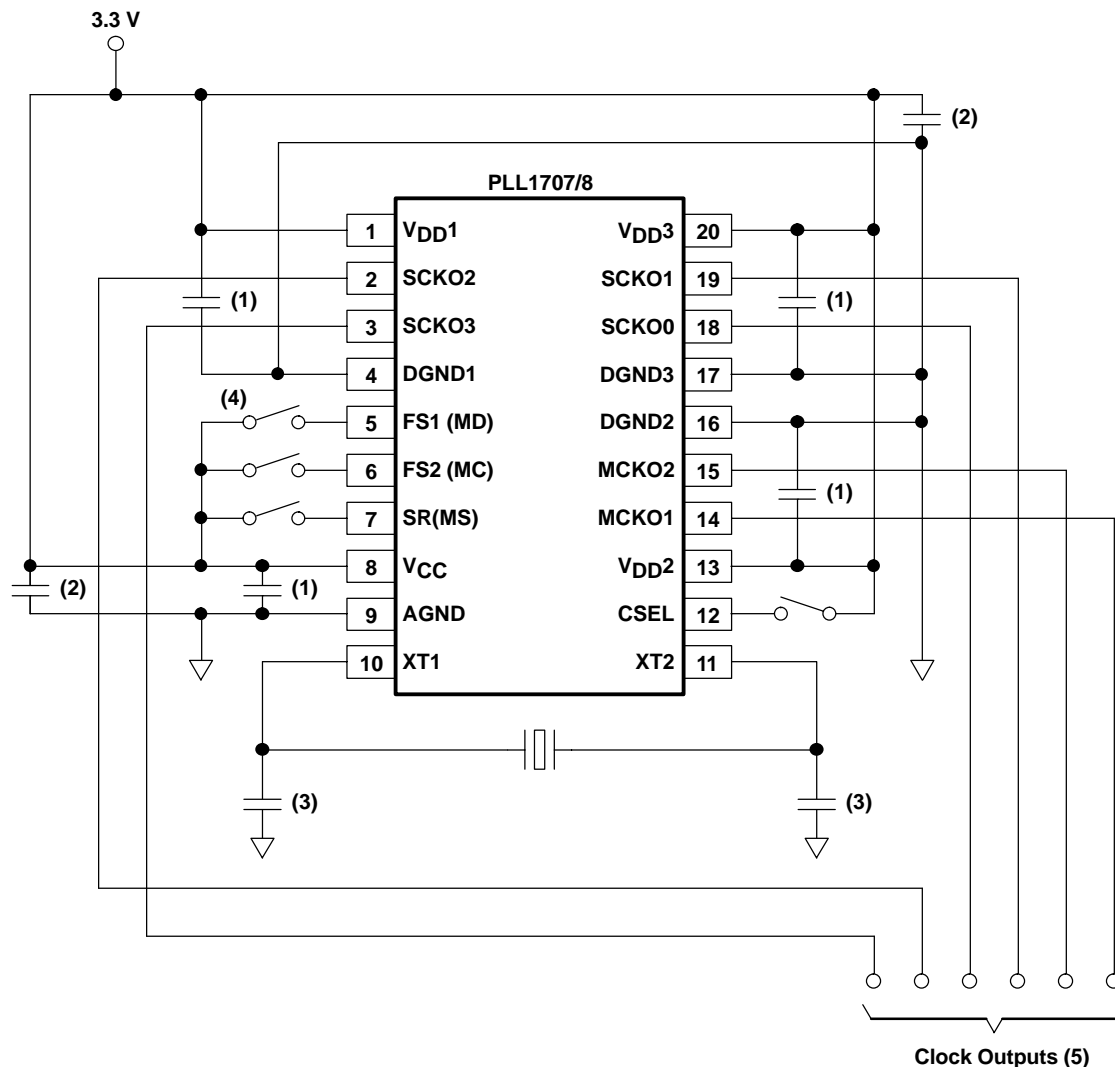 3.3 V
(2)
PLL1707/8
1 VDD1 VDD3 20
2 SCKO2 SCKO1 19
(1) (1)
3 SCKO3 SCKO0 18
4 DGND1 DGND3 17
(4)
5 FS1 (MD) DGND2 16
6 FS2 (MC) MCKO2 15
(1)
7 SR(MS) MCKO1 14
8 VCC VDD2 13
(2) (1)
9 AGND CSEL 12
10 XT1 XT2 11
(3) (3)
Clock Outputs (5)